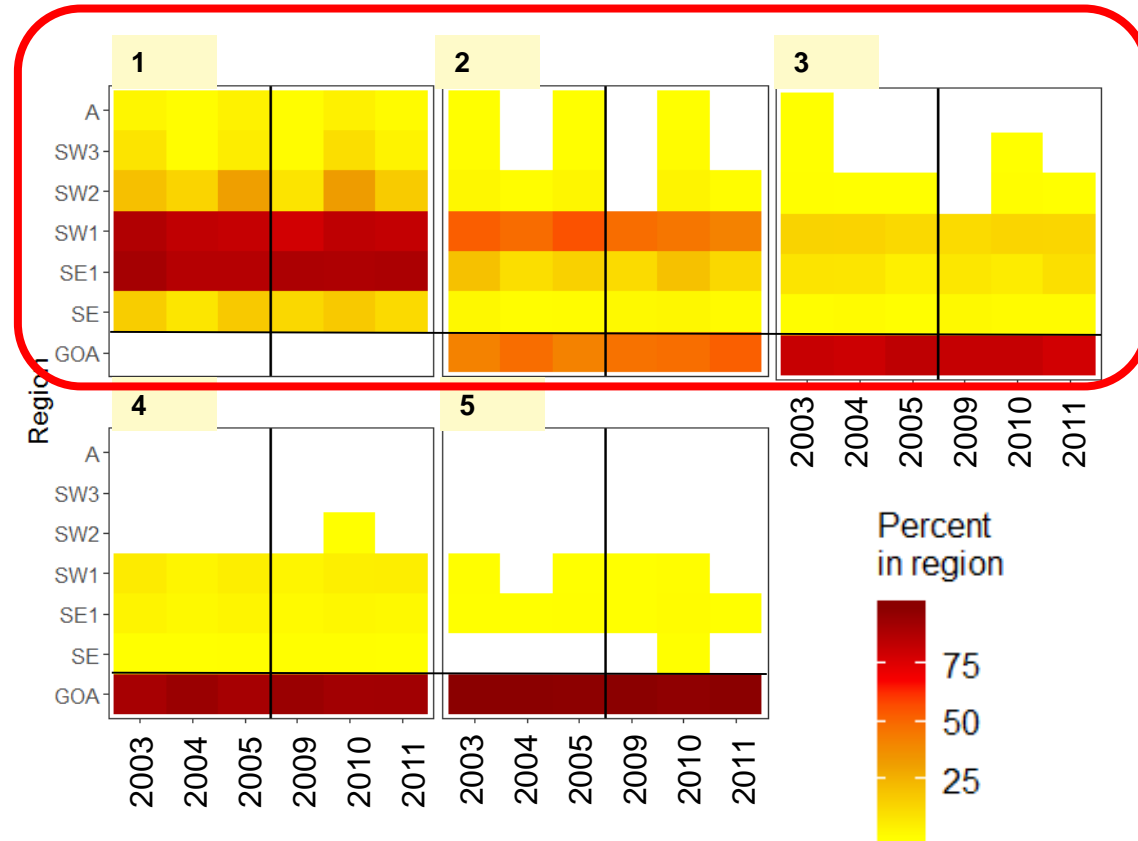 1 2 3
A
SW3
SW2
SW1
SE1
SE
GOA
Region
2003 2004 2005 2009 2010 2011
4 5
A
SW3
SW2
SW1
SE1
SE
GOA
2003 2004 2005 2009 2010 2011 2003 2004 2005 2009 2010 2011
Percent
in region
75
50
25